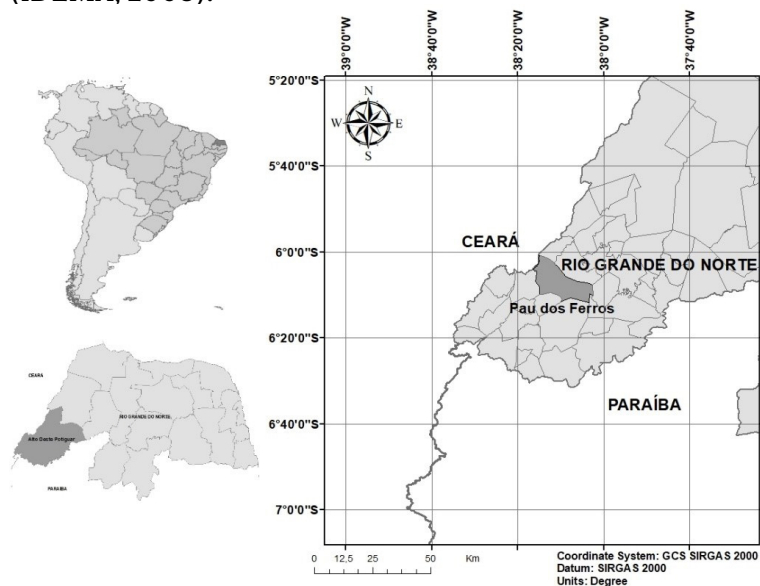 (IDEMA, 2008).
39°0'0"W
38°40'0"W
38°20'0"W
38°0'0"W
37°40'0"W
5°20'0"S
5°40'0"S
6°0'0"S
6°20'0"S
6°40'0"S
7°0'0"S
N
W E
S
CEARÁ
RIO GRANDE DO NORTE
Pau dos Ferros
PARAÍBA
CEARÁ
RIO GRANDE DO NORTE
Alto Oeste Potiguar
PARAIBA
0 12,5 25 50 Km
Coordinate System: GCS SIRGAS 2000
Datum: SIRGAS 2000
Units: Degree